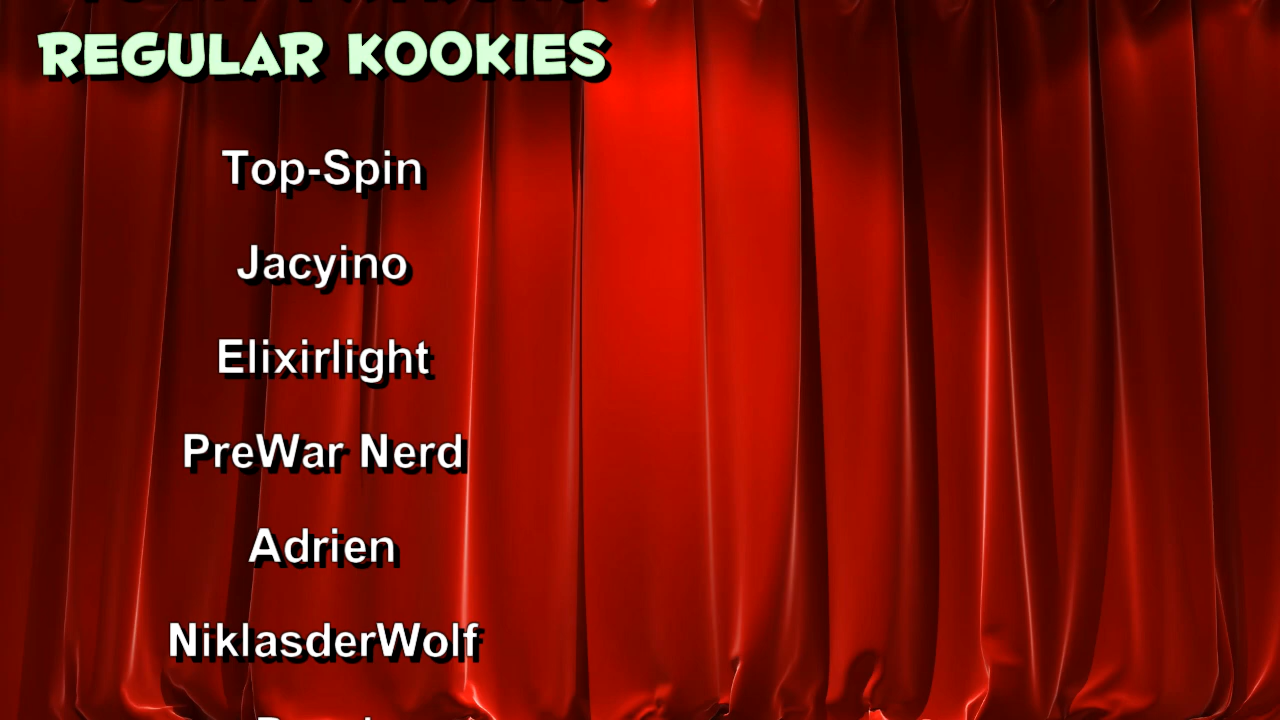 REGULAR KOOKIES
Top-Spin
Jacyino
Elixirlight
PreWar Nerd
Adrien
NiklasderWolf